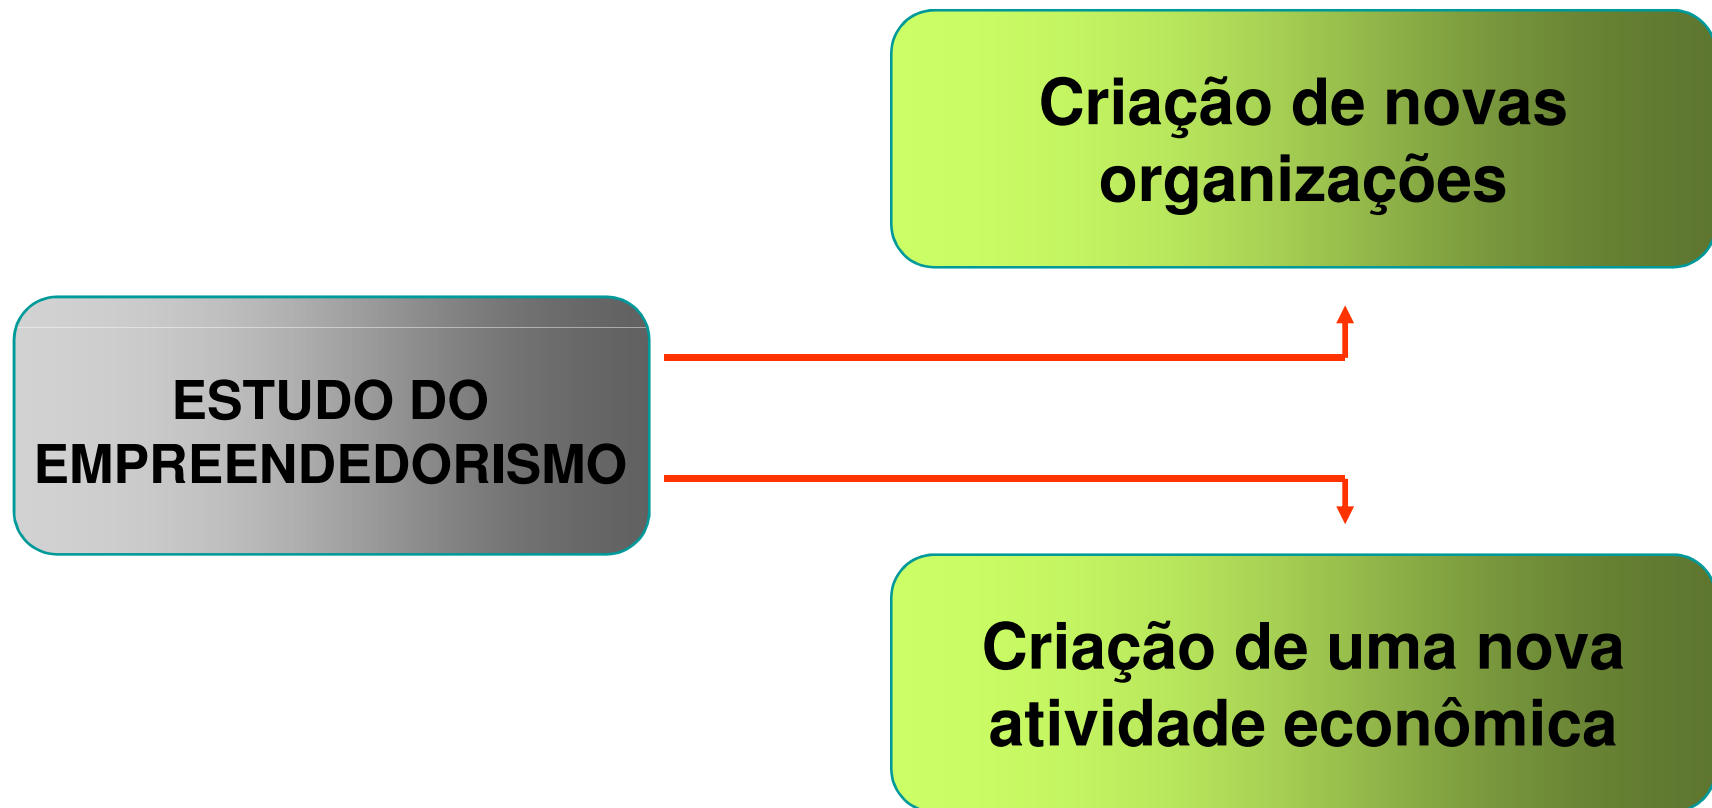 Criação de novas
organizações
ESTUDO DO
EMPREENDEDORISMO
Criação de uma nova
atividade econômica